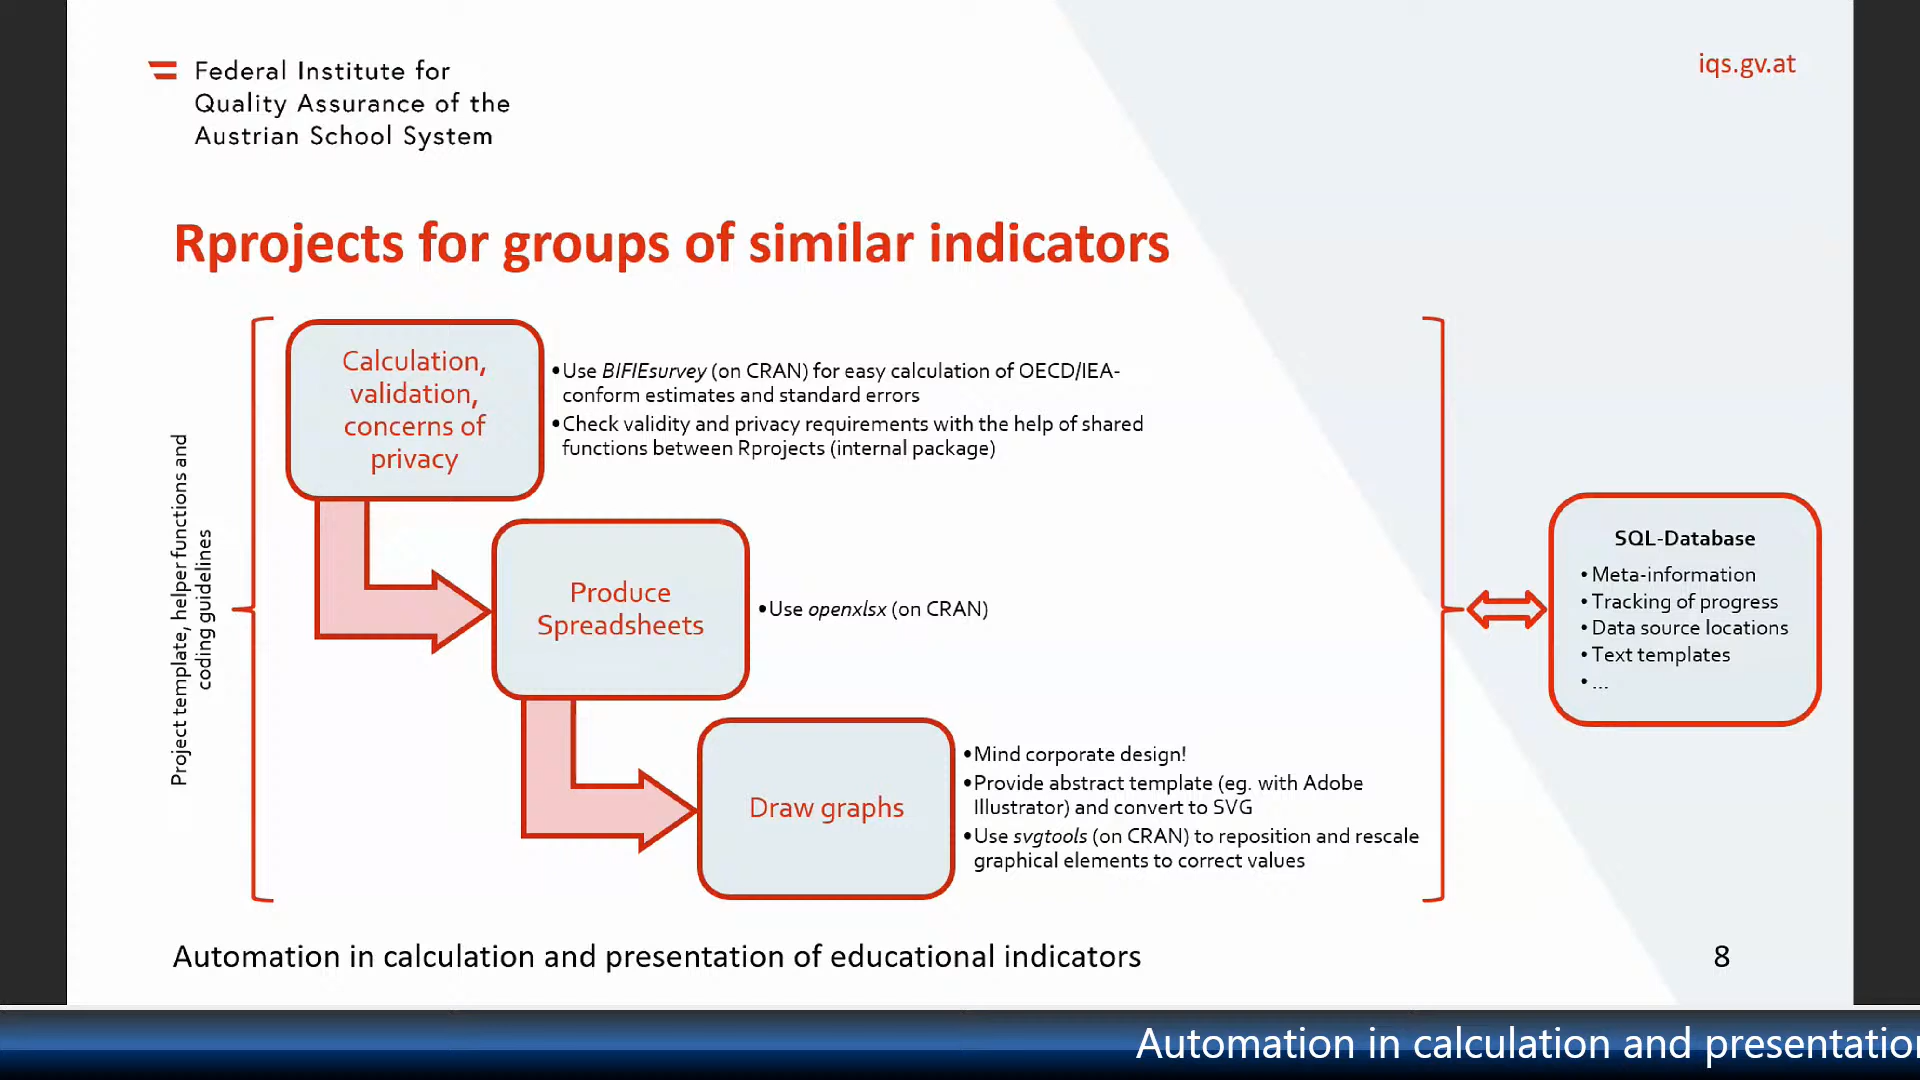 Federal Institute for
Quality Assurance of the
Austrian School System
iqs.gv.at
Rprojects for groups of similar indicators
Project template, helper functions and
coding guidelines
Calculation,
validation,
concerns of
privacy
•Use BIFIEsurvey (on CRAN) for easy calculation of OECD/IEA-
conform estimates and standard errors
•Check validity and privacy requirements with the help of shared
functions between Rprojects (internal package)
Produce
Spreadsheets
•Use openxlsx (on CRAN)
Draw graphs
•Mind corporate design!
•Provide abstract template (eg. with Adobe
Illustrator) and convert to SVG
•Use svgtools (on CRAN) to reposition and rescale
graphical elements to correct values
SQL-Database
•Meta-information
•Tracking of progress
•Data source locations
•Text templates
•...
Automation in calculation and presentation of educational indicators
8
Automation in calculation and presentatio